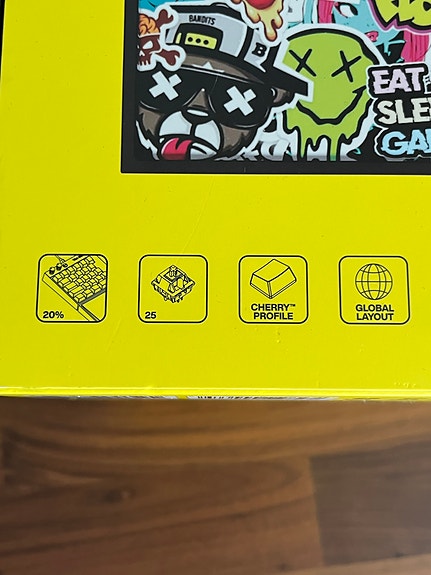 BANDITS
B
EAT
SLE
GA
20%
25
CHERRY™
PROFILE
GLOBAL
LAYOUT